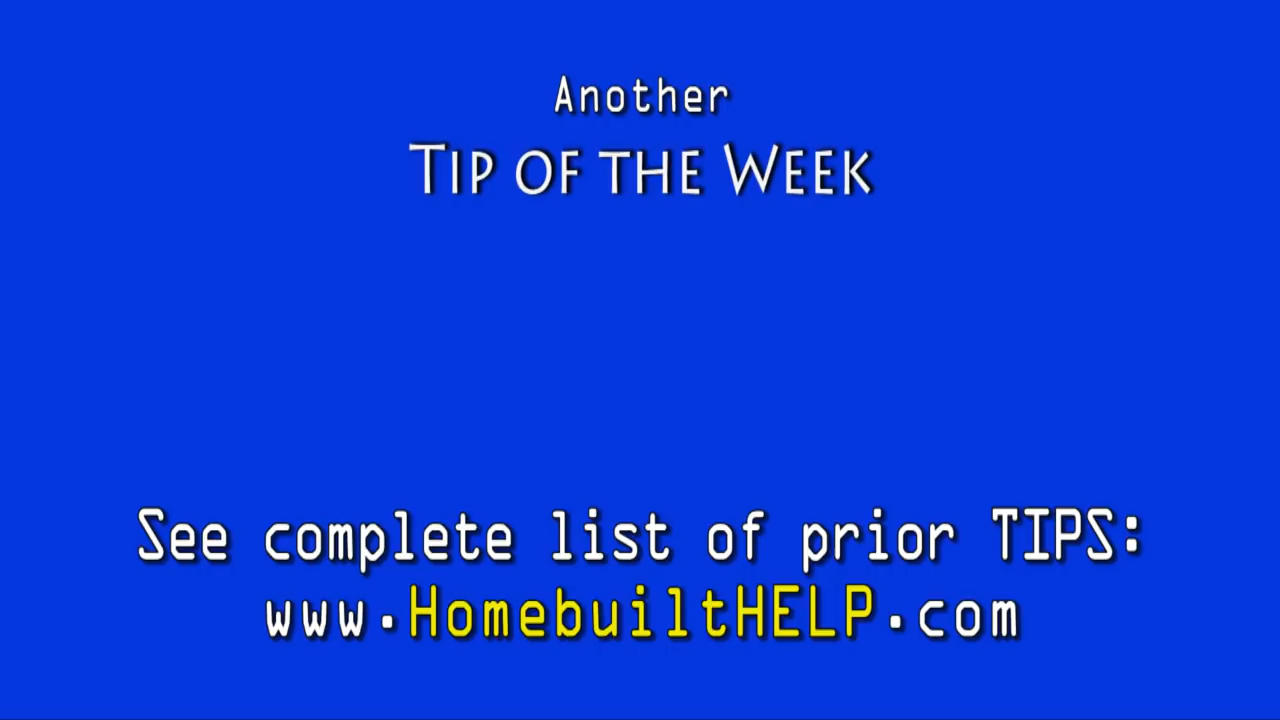 Another
TIP OF THE WEEK
See complete list of prior TIPS:
www.HomebuiltHELP.com